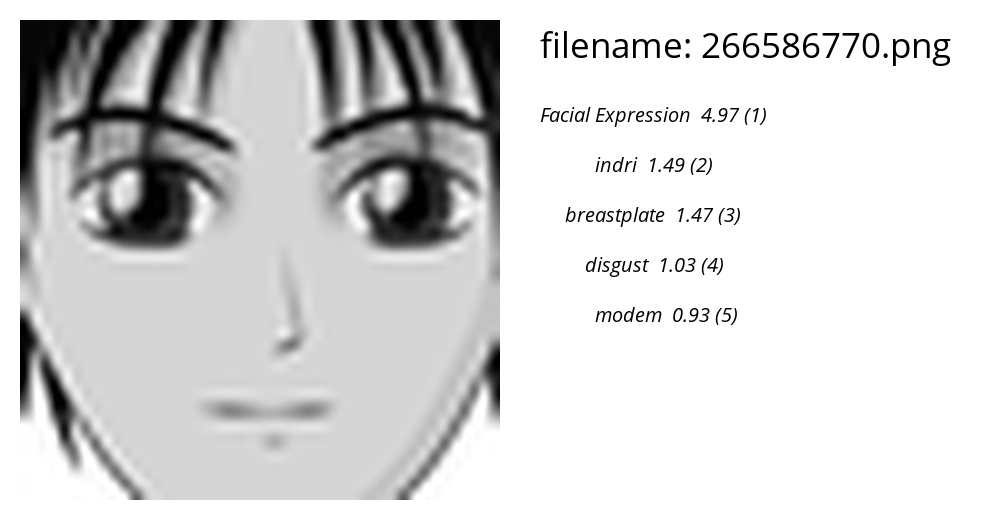 filename: 266586770.png
Facial Expression 4.97 (1)
indri 1.49 (2)
breastplate 1.47 (3)
disgust 1.03 (4)
modem 0.93 (5)